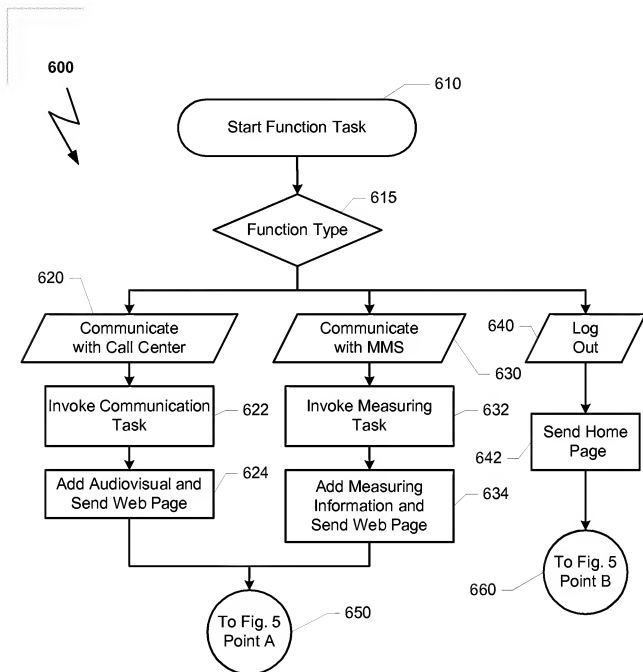 600
610
Start Function Task
615
Function Type
620
Communicate
with Call Center
Communicate
with MMS
630
640
Log
Out
Invoke Communication
Task
622
Invoke Measuring
Task
632
Send Home
Page
642
Add Audiovisual and
Send Web Page
624
Add Measuring
Information and
Send Web Page
634
To Fig. 5
Point B
660
To Fig. 5
Point A
650